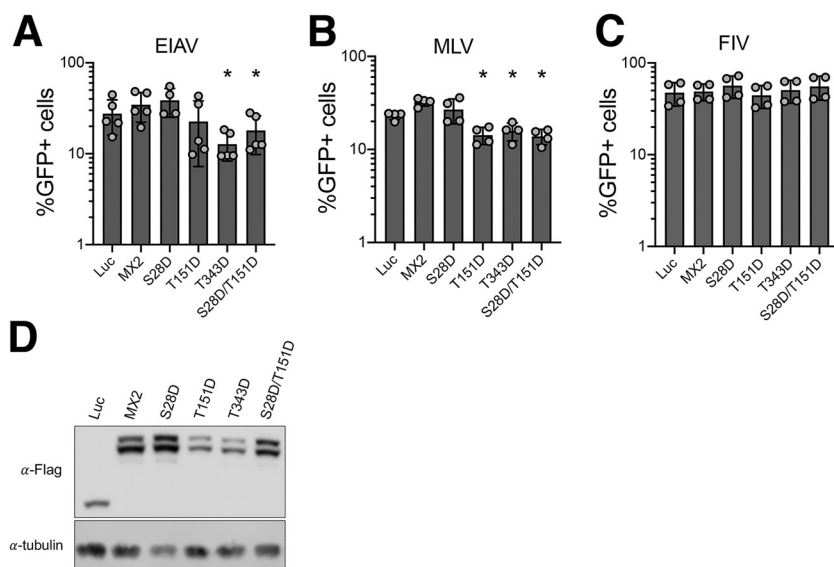 A
EIAV
%GFP+ cells
100
10
1
* *
Luc
MX2
S28D
T151D
T343D
S28D/T151D
B
MLV
%GFP+ cells
100
10
1
* * *
Luc
MX2
S28D
T151D
T343D
S28D/T151D
C
FIV
%GFP+ cells
100
10
1
Luc
MX2
S28D
T151D
T343D
S28D/T151D
D
Luc
MX2
S28D
T151D
T343D
S28D/T151D
α-Flag
α-tubulin